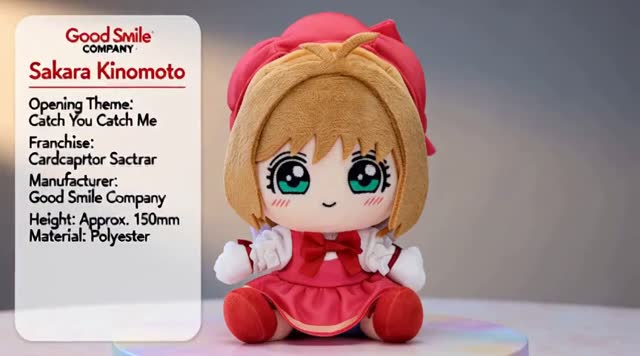 Good Smile
COMPANY
Sakara Kinomoto
Opening Theme:
Catch You Catch Me
Franchise:
Cardcaprtor Sactrar
Manufacturer:
Good Smile Company
Height: Approx. 150mm
Material: Polyester